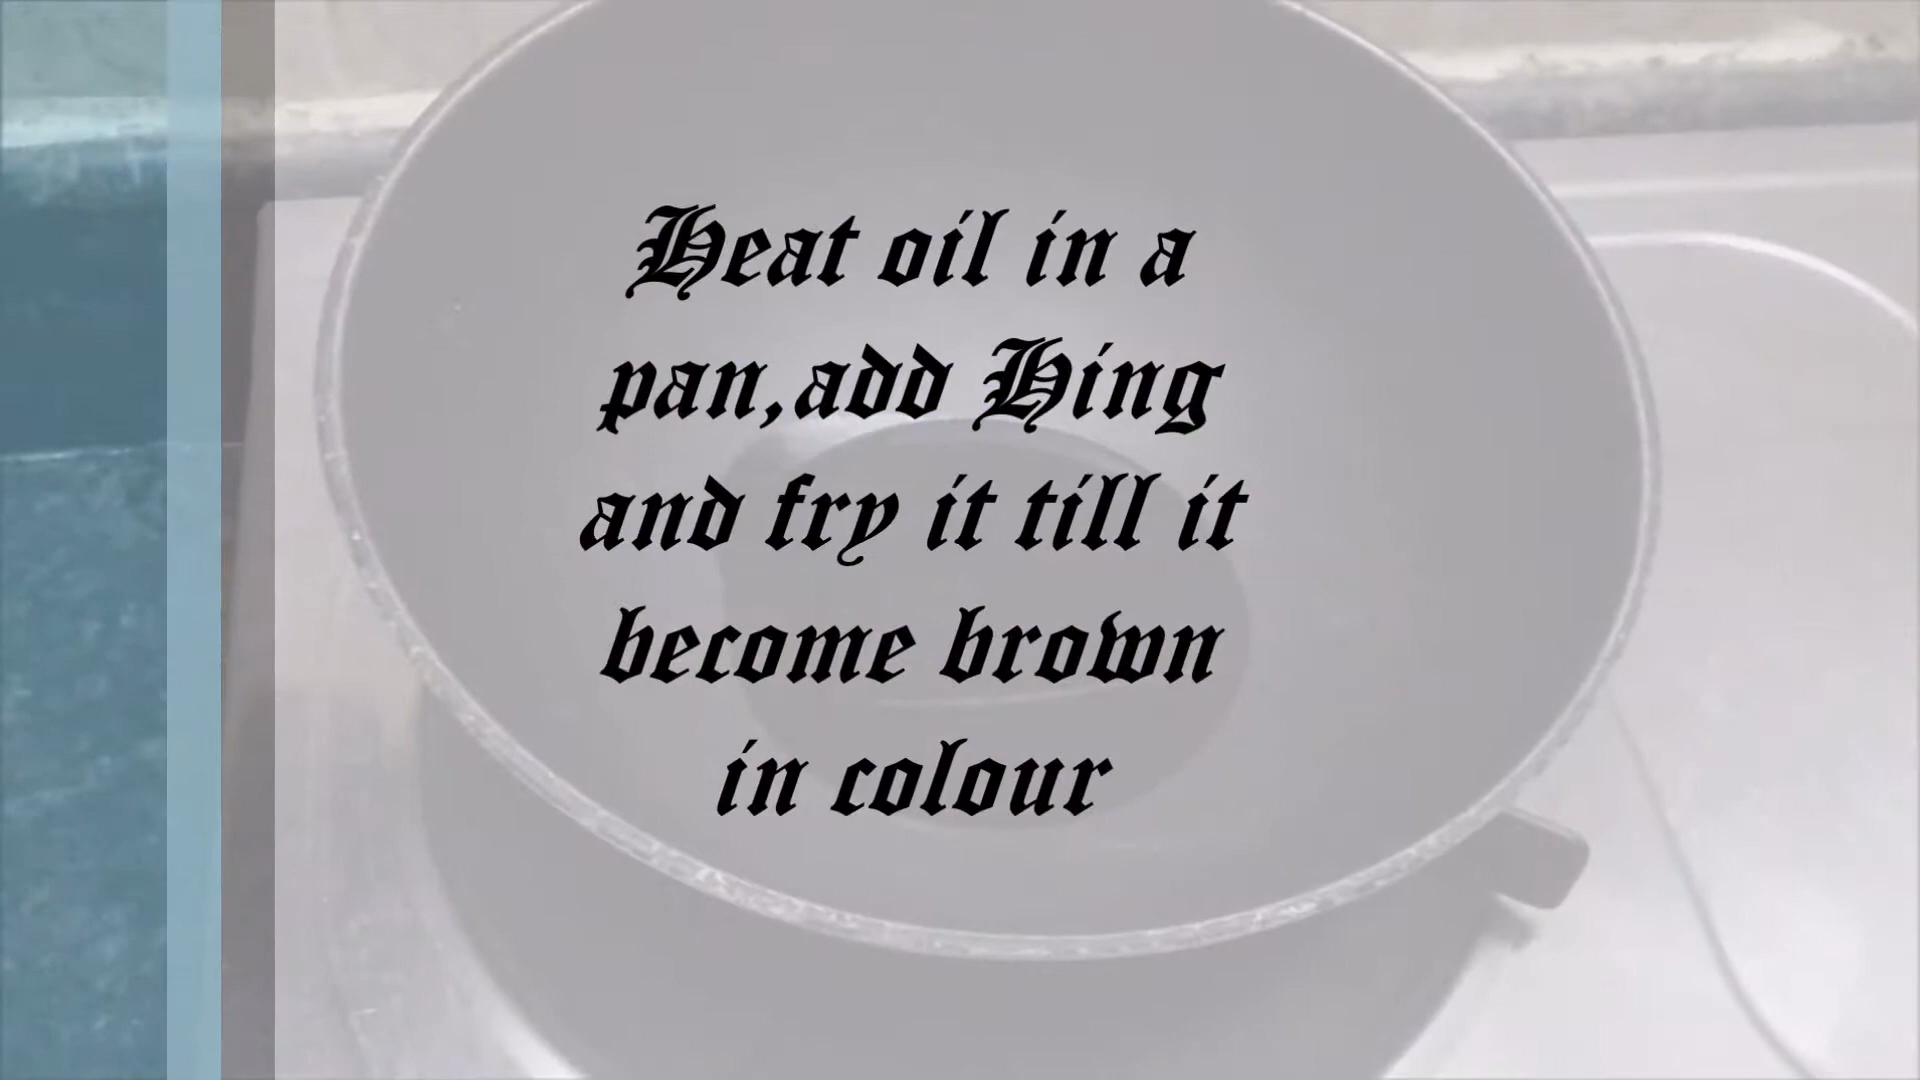 Heat oil in a
pan,add Hing
and fry it till it
become brown
in colour